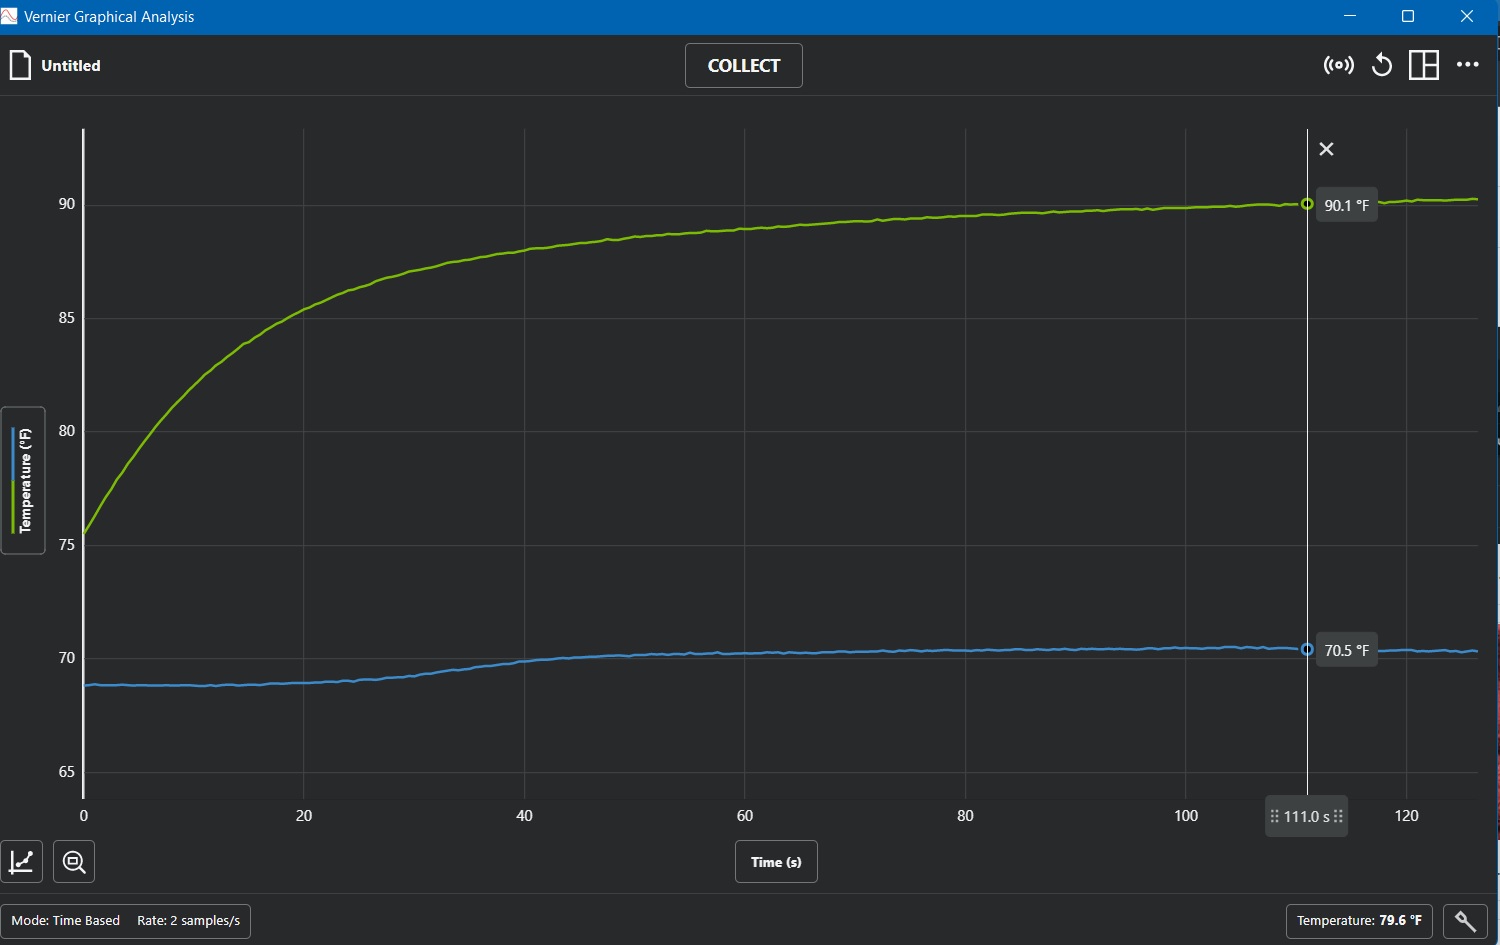 Vernier Graphical Analysis
Untitled
COLLECT
90
85
80
75
70
65
Temperature (°F)
90.1 °F
70.5 °F
0 20 40 60 80 100 111.0 s 120
Time (s)
Mode: Time Based Rate: 2 samples/s
Temperature: 79.6 °F